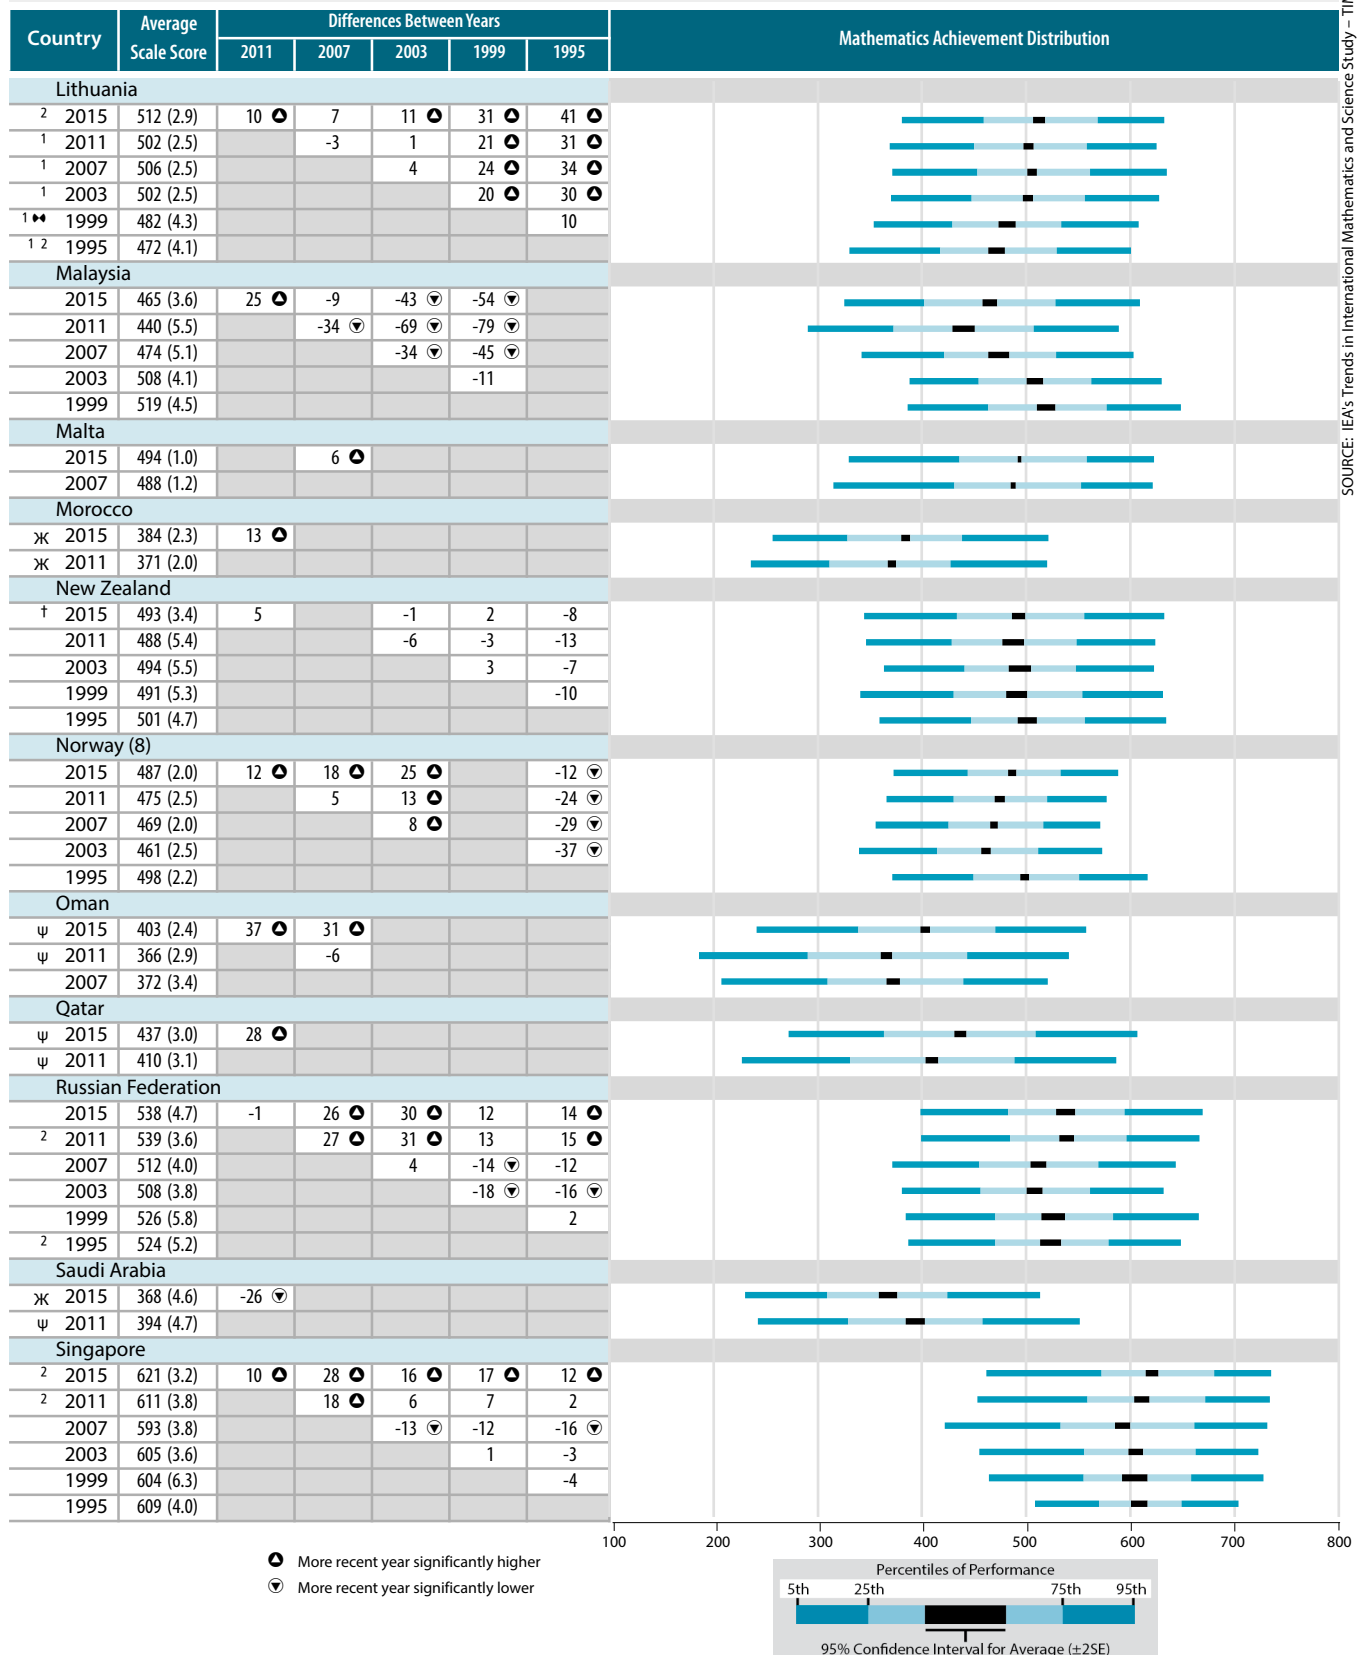 Country Average Scale Score Differences Between Years Mathematics Achievement Distribution
2011 2007 2003 1999 1995
Lithuania
2 2015 512 (2.9) 10 7 11 31 41
1 2011 502 (2.5) -3 1 21 31
1 2007 506 (2.5) 4 24 34
1 2003 502 (2.5) 20 30
1 1999 482 (4.3) 10
1 2 1995 472 (4.1)
Malaysia
2015 465 (3.6) 25 -9 -43 -54
2011 440 (5.5) -34 -69 -79
2007 474 (5.1) -34 -45
2003 508 (4.1) -11
1999 519 (4.5)
Malta
2015 494 (1.0) 6
2007 488 (1.2)
Morocco
ж 2015 384 (2.3) 13
ж 2011 371 (2.0)
New Zealand
† 2015 493 (3.4) 5 -1 2 -8
2011 488 (5.4) -6 -3 -13
2003 494 (5.5) 3 -7
1999 491 (5.3) -10
1995 501 (4.7)
Norway (8)
2015 487 (2.0) 12 18 25 -12
2011 475 (2.5) 5 13 -24
2007 469 (2.0) 8 -29
2003 461 (2.5) -37
1995 498 (2.2)
Oman
ψ 2015 403 (2.4) 37 31
ψ 2011 366 (2.9) -6
2007 372 (3.4)
Qatar
ψ 2015 437 (3.0) 28
ψ 2011 410 (3.1)
Russian Federation
2015 538 (4.7) -1 26 30 12 14
2 2011 539 (3.6) 27 31 13 15
2007 512 (4.0) 4 -14 -12
2003 508 (3.8) -18 -16
1999 526 (5.8) 2
2 1995 524 (5.2)
Saudi Arabia
ж 2015 368 (4.6) -26
ψ 2011 394 (4.7)
Singapore
2 2015 621 (3.2) 10 28 16 17 12
2 2011 611 (3.8) 18 6 7 2
2007 593 (3.8) -13 -12 -16
2003 605 (3.6) 1 -3
1999 604 (6.3) -4
1995 609 (4.0)
100 200 300 400 500 600 700 800
More recent year significantly higher
More recent year significantly lower
Percentiles of Performance
5th 25th 75th 95th
95% Confidence Interval for Average (±2SE)
SOURCE: IEA's Trends in International Mathematics and Science Study –